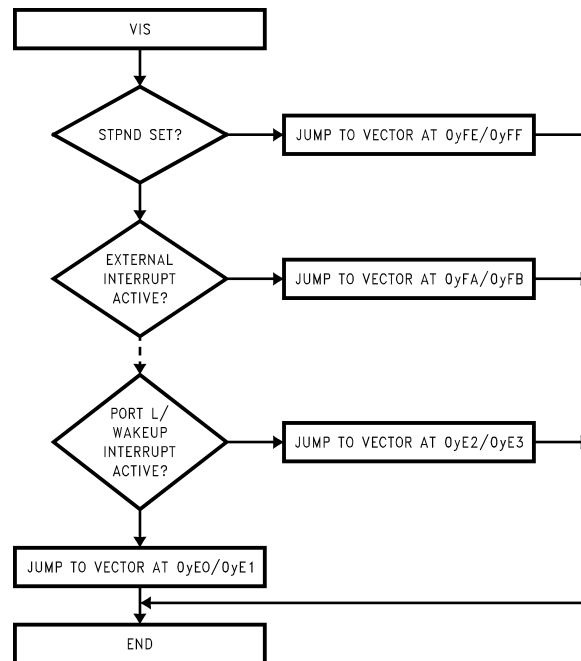 VIS
STPND SET?
JUMP TO VECTOR AT 0yFE/0yFF
EXTERNAL
INTERRUPT
ACTIVE?
JUMP TO VECTOR AT 0yFA/0yFB
PORT L/
WAKEUP
INTERRUPT
ACTIVE?
JUMP TO VECTOR AT 0yE2/0yE3
JUMP TO VECTOR AT 0yE0/0yE1
END